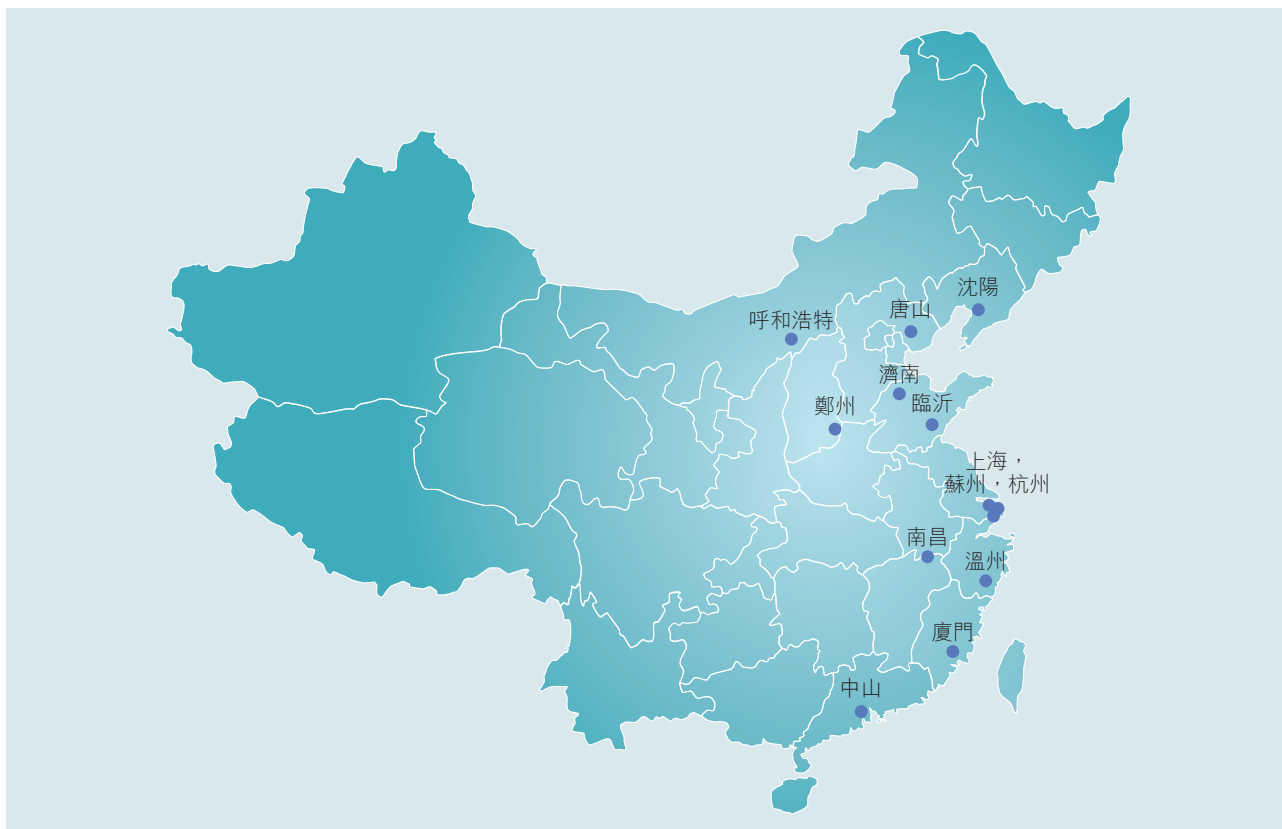 沈陽
唐山
呼和浩特
濟南
鄭州
臨沂
上海，
蘇州，杭州
南昌
溫州
廈門
中山